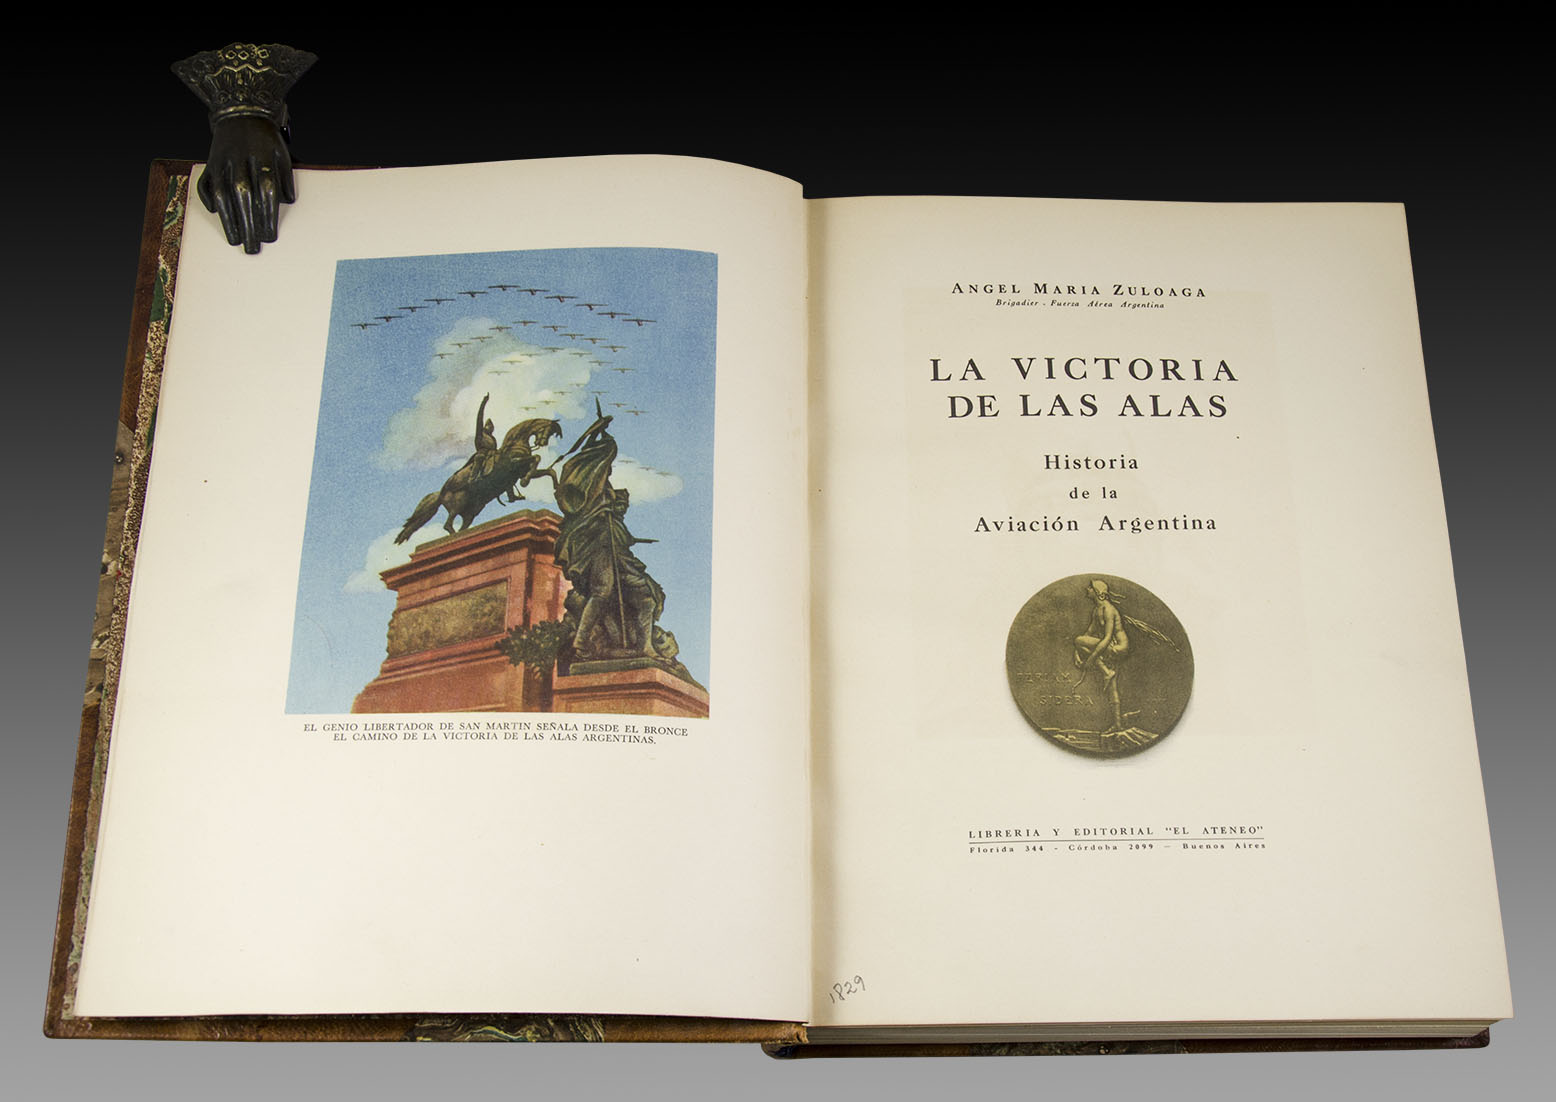 EL GENIO LIBERTADOR DE SAN MARTIN SEÑALA DESDE EL BRONCE
EL CAMINO DE LA VICTORIA DE LAS ALAS ARGENTINAS.
ANGEL MARIA ZULOAGA
Brigadier - Fuerza Aérea Argentina
LA VICTORIA
DE LAS ALAS
Historia
de la
Aviación Argentina
FERIAM
SIDERA
LIBRERIA Y EDITORIAL "EL ATENEO"
Florida 344 - Córdoba 2099 — Buenos Aires
1829